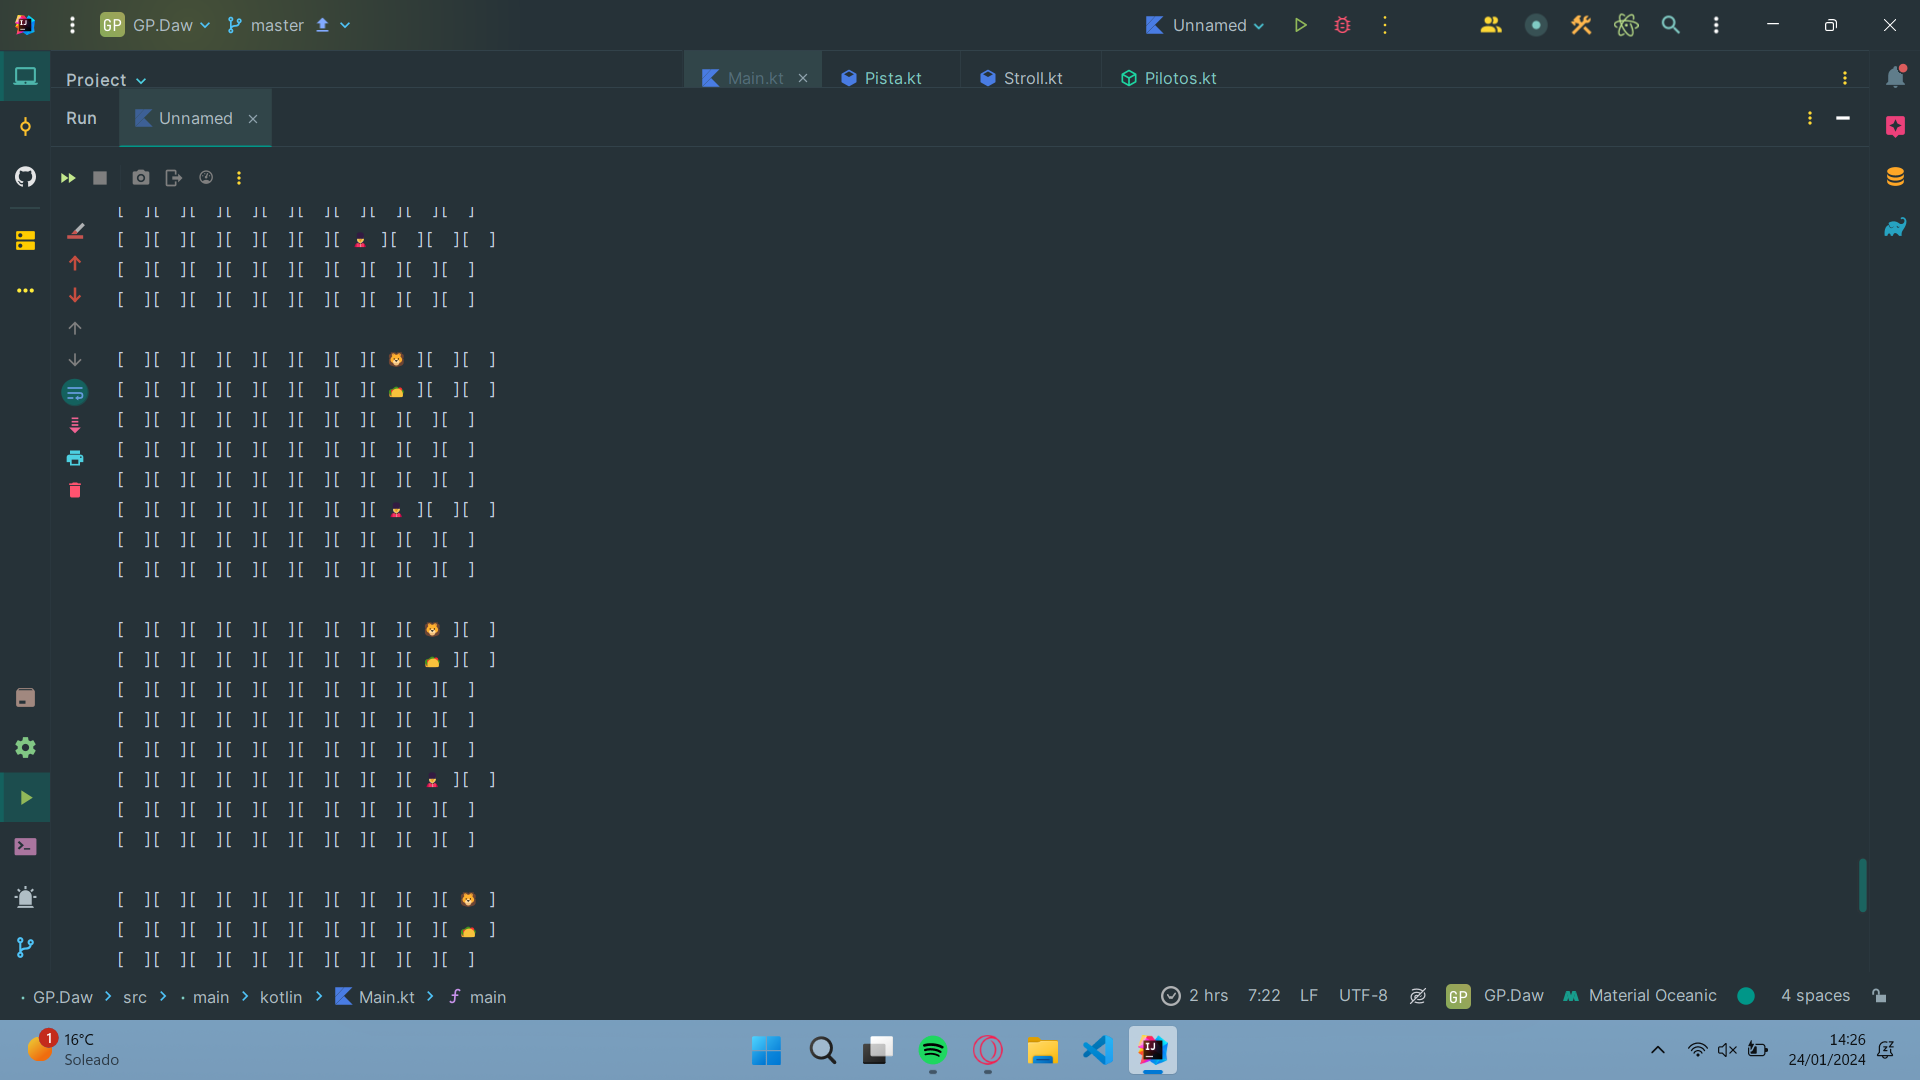 GP GP.Daw master Unnamed
Project Main.kt Pista.kt Stroll.kt Pilotos.kt
Run Unnamed
[  ][  ][  ][  ][  ][  ][  ][  ][  ][  ]
[  ][  ][  ][  ][  ][  ][ 💂 ][  ][  ][  ]
[  ][  ][  ][  ][  ][  ][  ][  ][  ][  ]
[  ][  ][  ][  ][  ][  ][  ][  ][  ][  ]
[  ][  ][  ][  ][  ][  ][  ][ 🦁 ][  ][  ]
[  ][  ][  ][  ][  ][  ][  ][ 🌮 ][  ][  ]
[  ][  ][  ][  ][  ][  ][  ][  ][  ][  ]
[  ][  ][  ][  ][  ][  ][  ][  ][  ][  ]
[  ][  ][  ][  ][  ][  ][  ][  ][  ][  ]
[  ][  ][  ][  ][  ][  ][  ][ 💂 ][  ][  ]
[  ][  ][  ][  ][  ][  ][  ][  ][  ][  ]
[  ][  ][  ][  ][  ][  ][  ][  ][  ][  ]
[  ][  ][  ][  ][  ][  ][  ][  ][ 🦁 ][  ]
[  ][  ][  ][  ][  ][  ][  ][  ][ 🌮 ][  ]
[  ][  ][  ][  ][  ][  ][  ][  ][  ][  ]
[  ][  ][  ][  ][  ][  ][  ][  ][  ][  ]
[  ][  ][  ][  ][  ][  ][  ][  ][  ][  ]
[  ][  ][  ][  ][  ][  ][  ][  ][ 💂 ][  ]
[  ][  ][  ][  ][  ][  ][  ][  ][  ][  ]
[  ][  ][  ][  ][  ][  ][  ][  ][  ][  ]
[  ][  ][  ][  ][  ][  ][  ][  ][  ][ 🦁 ]
[  ][  ][  ][  ][  ][  ][  ][  ][  ][ 🌮 ]
[  ][  ][  ][  ][  ][  ][  ][  ][  ][  ]
GP.Daw > src > main > kotlin > Main.kt > main 2 hrs 7:22 LF UTF-8 GP GP.Daw Material Oceanic 4 spaces
1 16°C 14:26
Soleado 24/01/2024